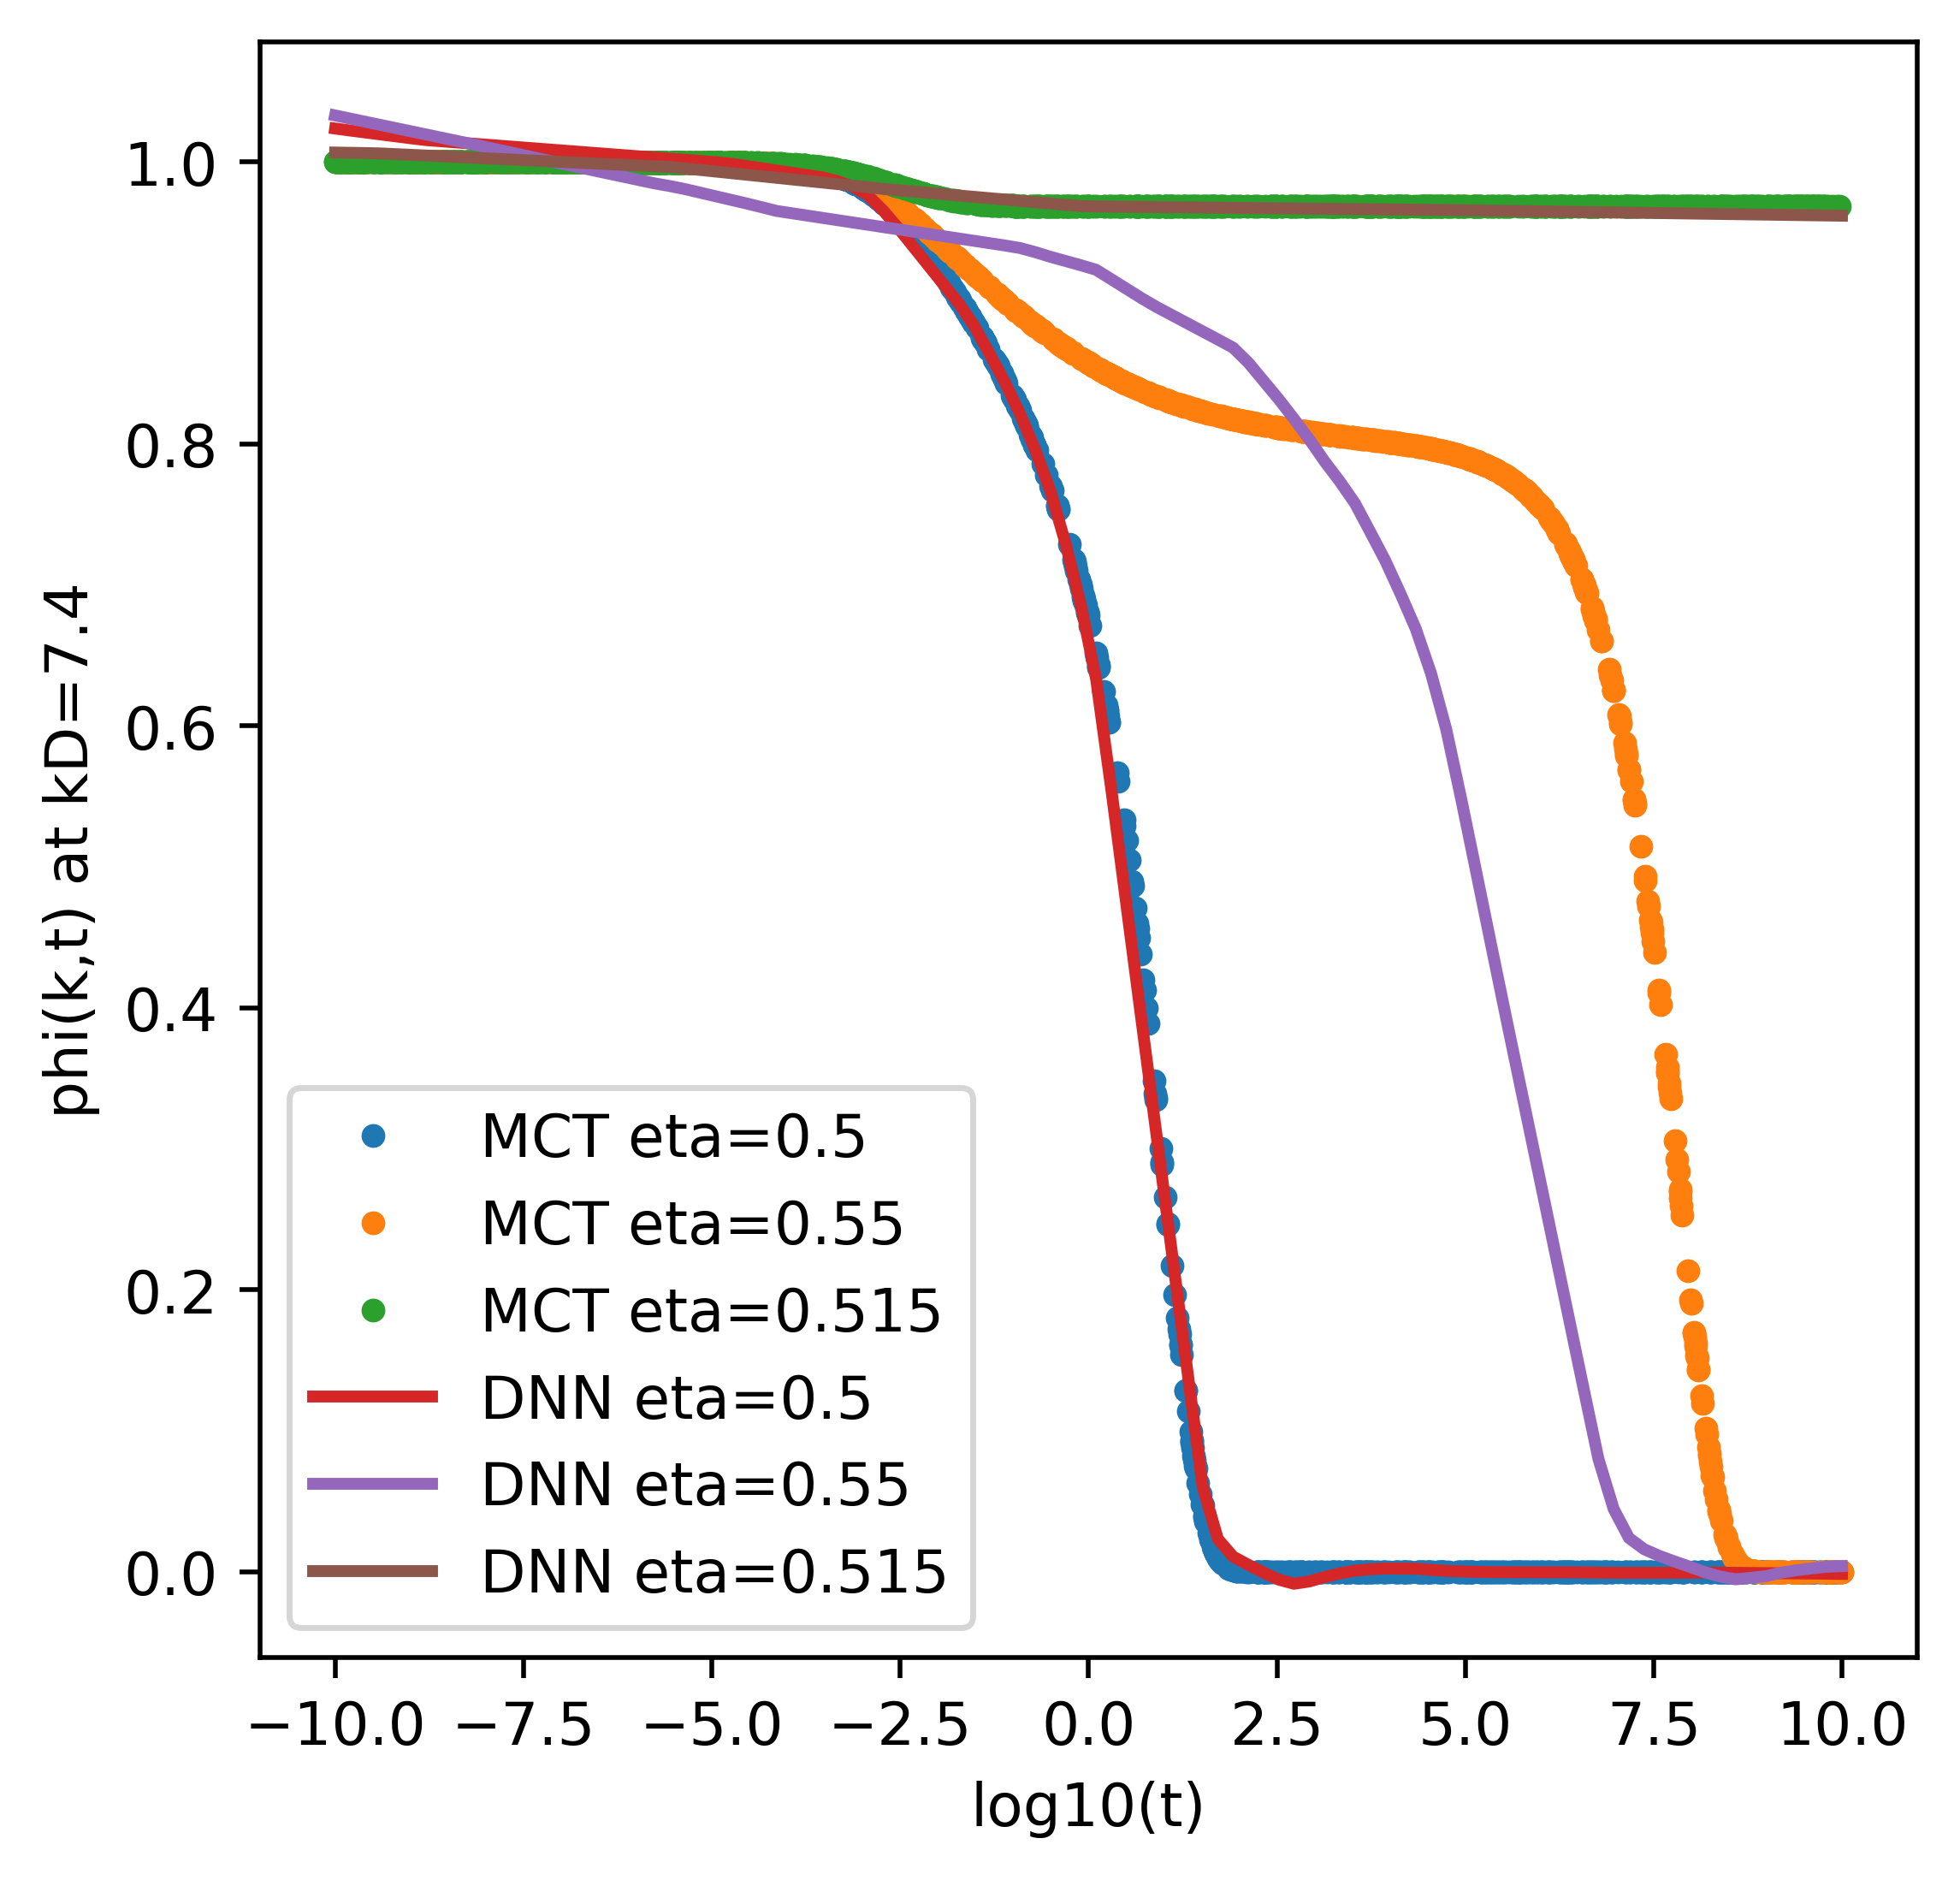 phi(k,t) at kD=7.4
1.0
0.8
0.6
0.4
0.2
0.0
MCT eta=0.5
MCT eta=0.55
MCT eta=0.515
DNN eta=0.5
DNN eta=0.55
DNN eta=0.515
−10.0 −7.5 −5.0 −2.5 0.0 2.5 5.0 7.5 10.0
log10(t)